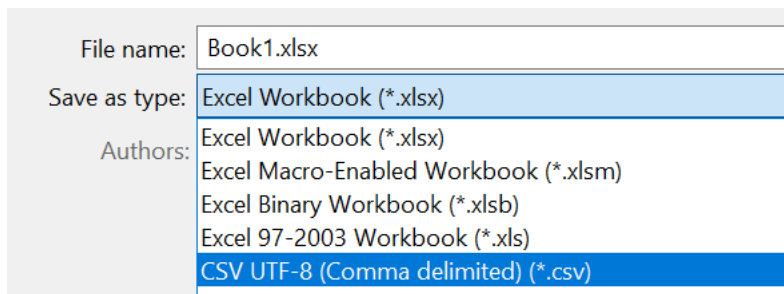 File name: Book1.xlsx
Save as type: Excel Workbook (*.xlsx)
Authors:
Excel Workbook (*.xlsx)
Excel Macro-Enabled Workbook (*.xlsm)
Excel Binary Workbook (*.xlsb)
Excel 97-2003 Workbook (*.xls)
CSV UTF-8 (Comma delimited) (*.csv)